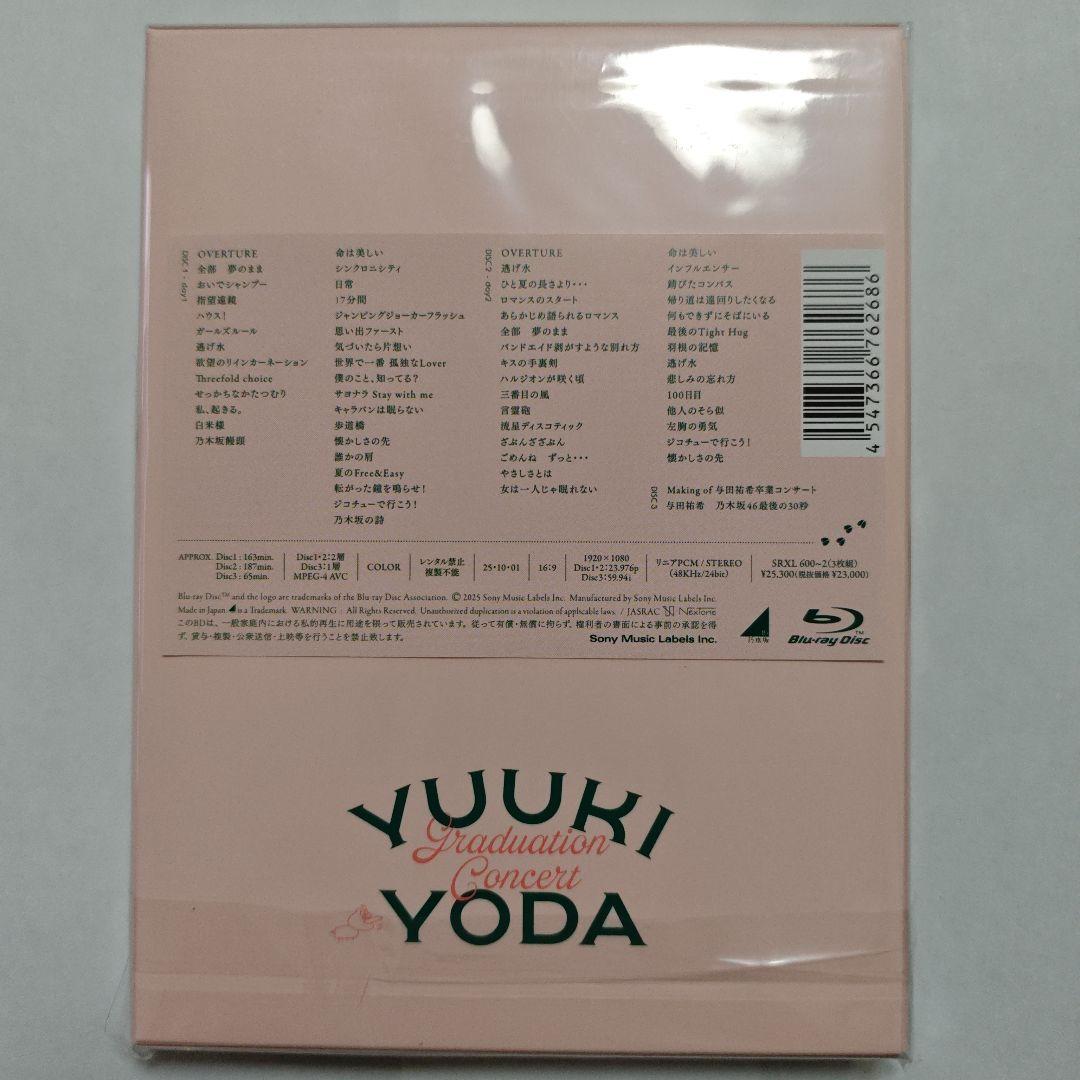 DISC1 - day1
OVERTURE
全部　夢のまま
おいでシャンプー
指望遠鏡
ハウス!
ガールズルール
逃げ水
欲望のリインカーネーション
Threefold choice
せっかちなかたつむり
私、起きる。
白米様
乃木坂饅頭
命は美しい
シンクロニシティ
日常
17分間
ジャンピングジョーカーフラッシュ
思い出ファースト
気づいたら片想い
世界で一番 孤独なLover
僕のこと、知ってる?
サヨナラ Stay with me
キャラバンは眠らない
歩道橋
懐かしさの先
誰かの肩
夏のFree&Easy
転がった鐘を鳴らせ!
ジコチューで行こう!
乃木坂の詩
DISC2 - day2
OVERTURE
逃げ水
ひと夏の長さより・・・
ロマンスのスタート
あらかじめ語られるロマンス
全部　夢のまま
バンドエイド剥がすような別れ方
キスの手裏剣
ハルジオンが咲く頃
三番目の風
言霊砲
流星ディスコティック
ざぶんざざぶん
ごめんね　ずっと・・・
やさしさとは
女は一人じゃ眠れない
命は美しい
インフルエンサー
錆びたコンパス
帰り道は遠回りしたくなる
何もできずにそばにいる
最後のTight Hug
羽根の記憶
逃げ水
悲しみの忘れ方
100日目
他人のそら似
左胸の勇気
ジコチューで行こう!
懐かしさの先
DISC3
Making of 与田祐希卒業コンサート
与田祐希　乃木坂46最後の30秒
4 547366 762686
APPROX. Disc1 : 163min.
Disc2 : 187min.
Disc3 : 65min.
Disc1・2:2層
Disc3:1層
MPEG-4 AVC
COLOR
レンタル禁止
複製不能
25・10・01
16:9
1920×1080
Disc1・2:23.976p
Disc3:59.94i
リニアPCM / STEREO
(48KHz/24bit)
SRXL 600~2(3枚組)
¥25,300(税抜価格 ¥23,000)
Blu-ray Disc™ and the logo are trademarks of the Blu-ray Disc Association. Ⓒ 2025 Sony Music Labels Inc. Manufactured by Sony Music Labels Inc.
Made in Japan. is a Trademark. WARNING : All Rights Reserved. Unauthorized duplication is a violation of applicable laws. / JASRAC NexTone
このBDは、一般家庭内における私的再生に用途を限って販売されています。従って有償・無償に拘らず、権利者の書面による事前の承認を得
ず、貸与・複製・公衆送信・上映等を行うことを禁止致します。
Sony Music Labels Inc.
乃木坂
Blu-ray Disc™
YUUKI
Graduation
Concert
YODA